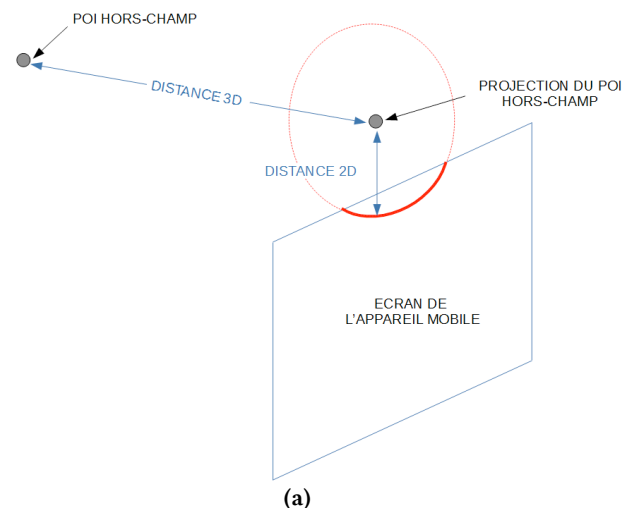 POI HORS-CHAMP
DISTANCE 3D
PROJECTION DU POI
HORS-CHAMP
DISTANCE 2D
ECRAN DE
L'APPAREIL MOBILE
(a)